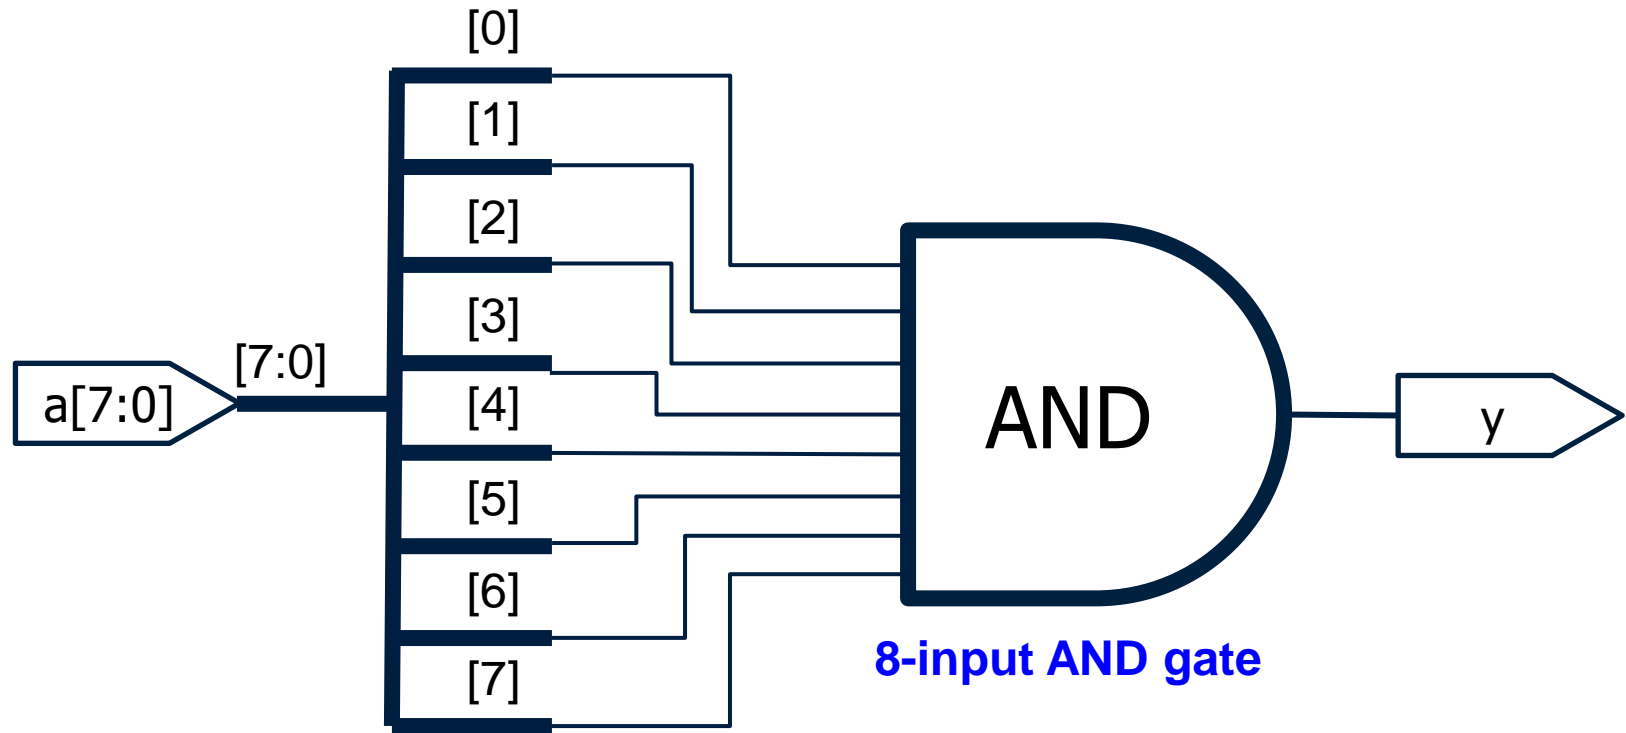 [0]
[1]
[2]
[3]
[7:0]
a[7:0]
[4]
AND
y
[5]
[6]
8-input AND gate
[7]